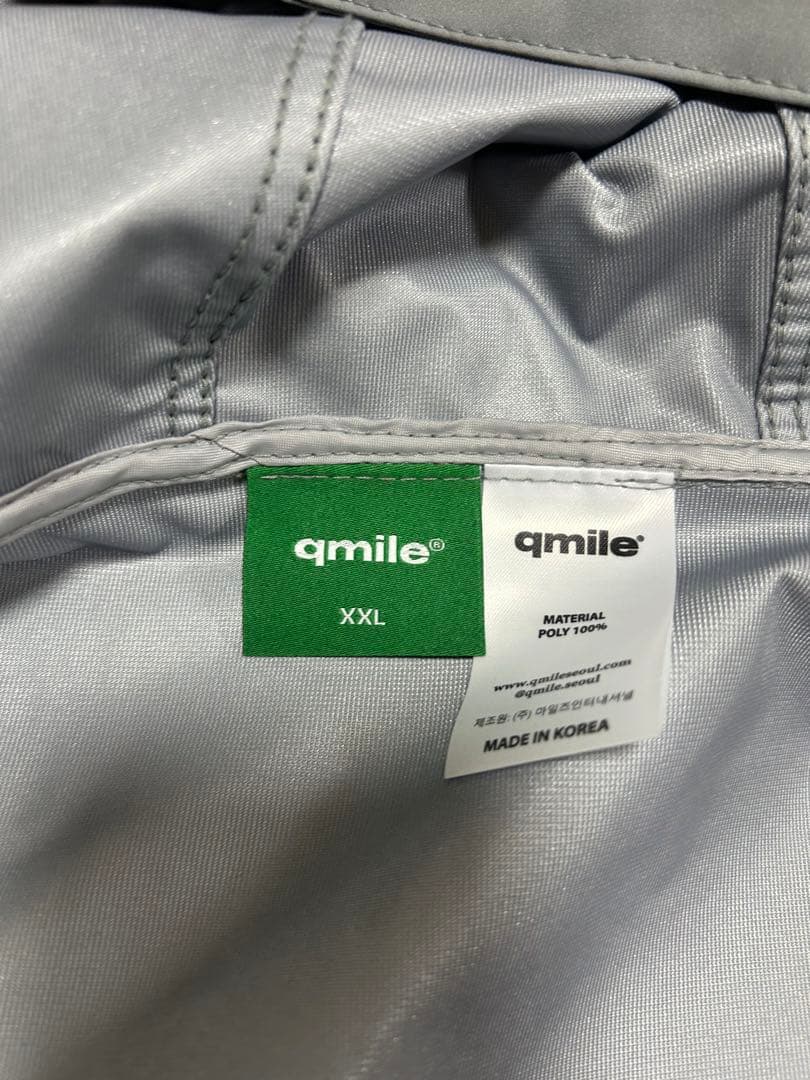 qmile®
XXL
qmile®
MATERIAL
POLY 100%
www.qmileseoul.com
@qmile.seoul
제조원: (주) 마일즈인터내셔널
MADE IN KOREA